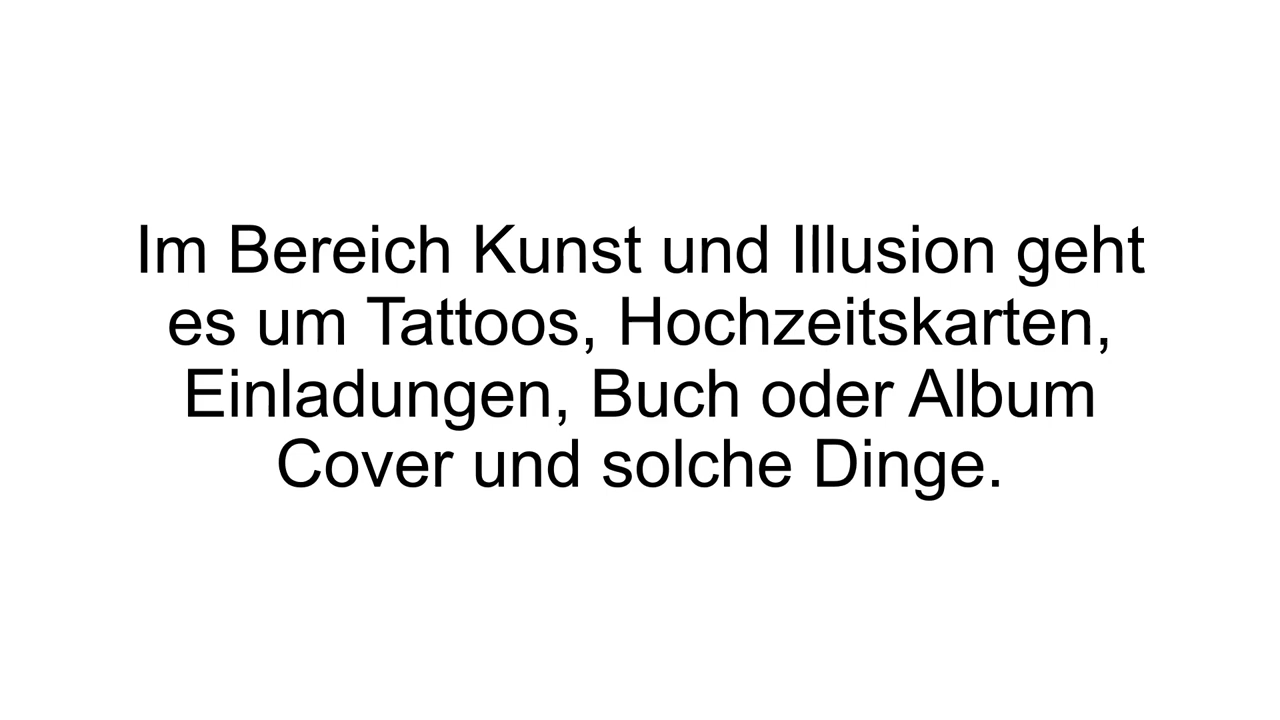 Im Bereich Kunst und Illusion geht
es um Tattoos, Hochzeitskarten,
Einladungen, Buch oder Album
Cover und solche Dinge.